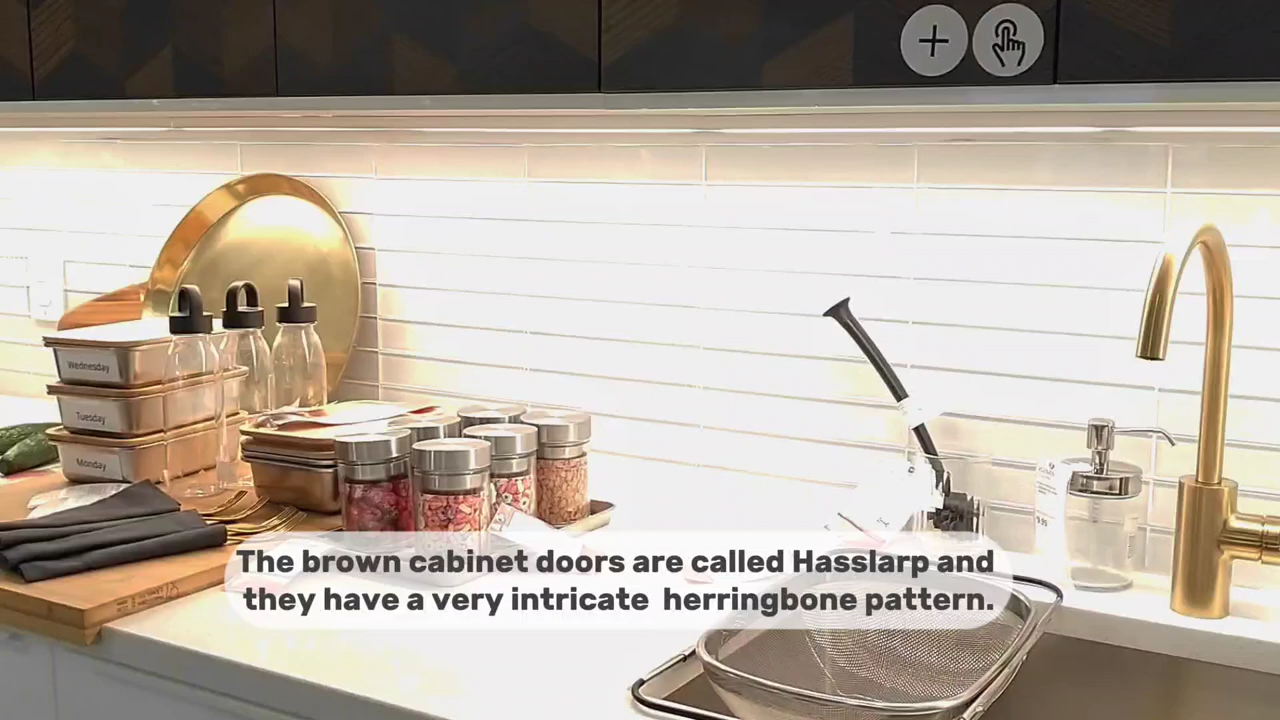 Wednesday
Tuesday
Monday
The brown cabinet doors are called Hasslarp and
they have a very intricate herringbone pattern.